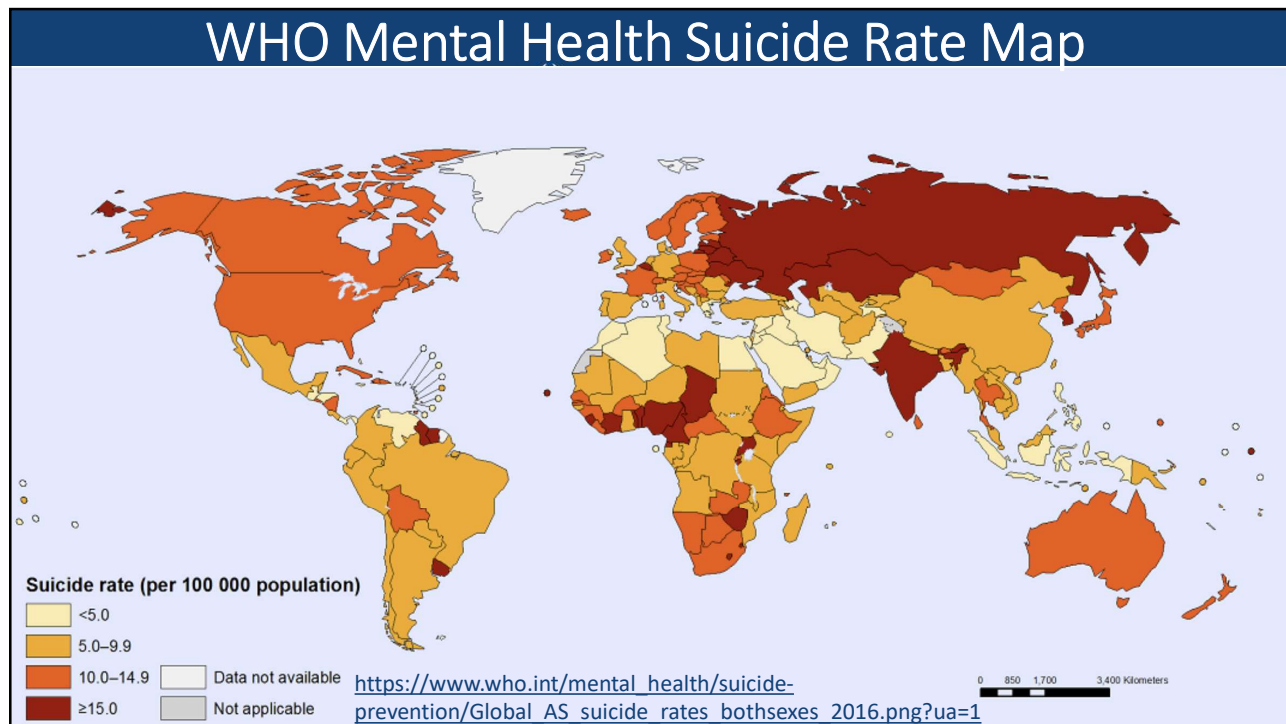 WHO Mental Health Suicide Rate Map
Suicide rate (per 100 000 population)
<5.0
5.0–9.9
10.0–14.9
≥15.0
Data not available
Not applicable
https://www.who.int/mental_health/suicide-
prevention/Global_AS_suicide_rates_bothsexes_2016.png?ua=1
0 850 1,700 3,400 Kilometers